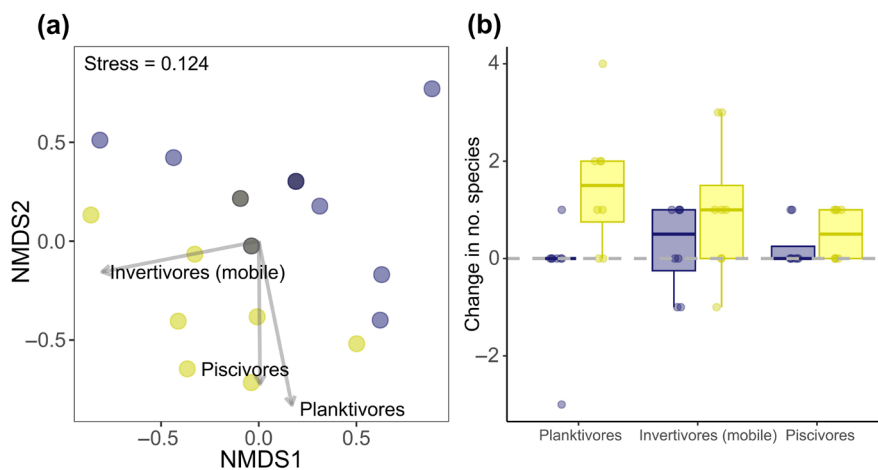 (a)
Stress = 0.124
NMDS2
0.5
0.0
−0.5
Invertivores (mobile)
Piscivores
Planktivores
−0.5
0.0
0.5
NMDS1
(b)
Change in no. species
4
2
0
−2
Planktivores
Invertivores (mobile)
Piscivores